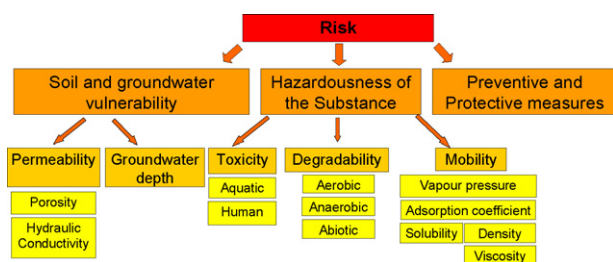 Risk
Soil and groundwater
vulnerability
Hazardousness of
the Substance
Preventive and
Protective measures
Permeability
Groundwater
depth
Toxicity
Degradability
Mobility
Porosity
Hydraulic
Conductivity
Aquatic
Human
Aerobic
Anaerobic
Abiotic
Vapour pressure
Adsorption coefficient
Solubility
Density
Viscosity